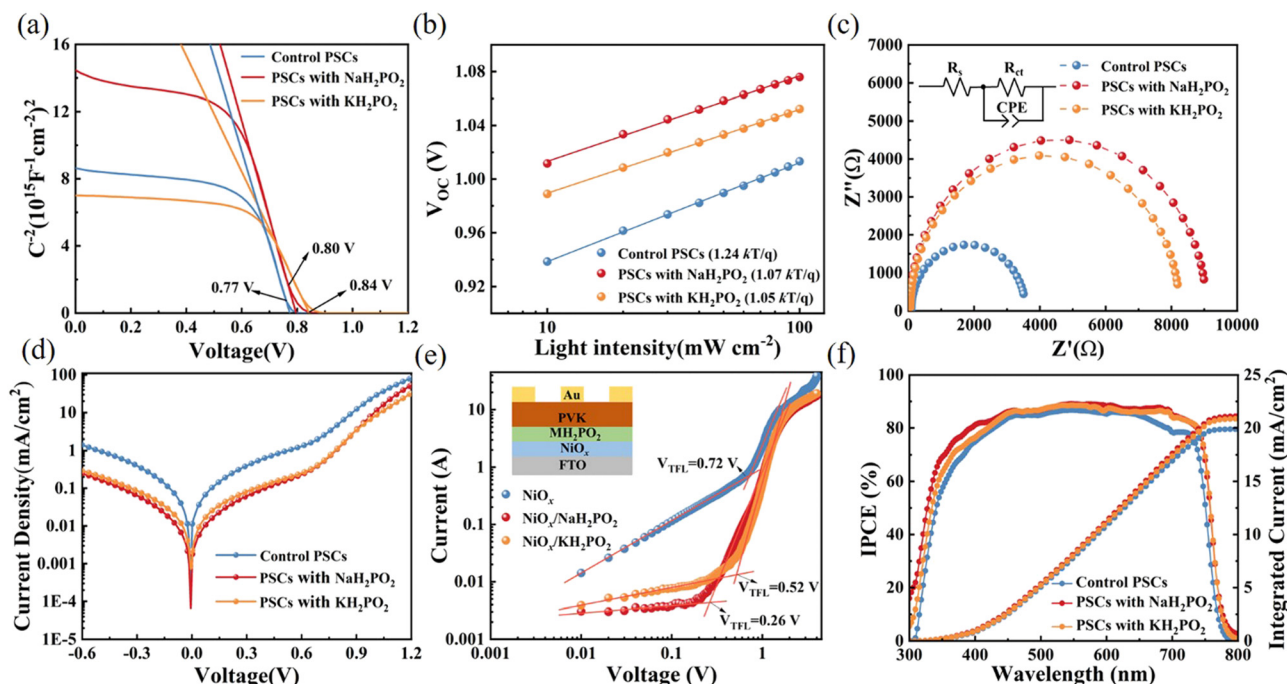 (a)
16
12
8
4
0
C⁻²(10¹⁵F⁻¹cm⁻²)²
Control PSCs
PSCs with NaH₂PO₂
PSCs with KH₂PO₂
0.80 V
0.77 V
0.84 V
0.0 0.2 0.4 0.6 0.8 1.0 1.2
Voltage(V)
(b)
1.08
1.04
1.00
0.96
0.92
V_OC (V)
Control PSCs (1.24 kT/q)
PSCs with NaH₂PO₂ (1.07 kT/q)
PSCs with KH₂PO₂ (1.05 kT/q)
10 100
Light intensity(mW cm⁻²)
(c)
7000
6000
5000
4000
3000
2000
1000
0
Z''(Ω)
R_s R_ct
CPE
Control PSCs
PSCs with NaH₂PO₂
PSCs with KH₂PO₂
0 2000 4000 6000 8000 10000
Z'(Ω)
(d)
100
10
1
0.1
0.01
0.001
1E-4
1E-5
Current Density(mA/cm²)
Control PSCs
PSCs with NaH₂PO₂
PSCs with KH₂PO₂
-0.6 -0.3 0.0 0.3 0.6 0.9 1.2
Voltage(V)
(e)
10
1
0.1
0.01
0.001
Current (A)
Au
PVK
MH₂PO₂
NiOₓ
FTO
NiOₓ
NiOₓ/NaH₂PO₂
NiOₓ/KH₂PO₂
V_TFL=0.72 V
V_TFL=0.52 V
V_TFL=0.26 V
0.001 0.01 0.1 1
Voltage (V)
(f)
100
80
60
40
20
0
IPCE (%)
Control PSCs
PSCs with NaH₂PO₂
PSCs with KH₂PO₂
300 400 500 600 700 800
Wavelength (nm)
25
20
15
10
5
0
Integrated Current (mA/cm²)